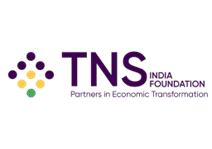 TNS INDIA
FOUNDATION
Partners in Economic Transformation